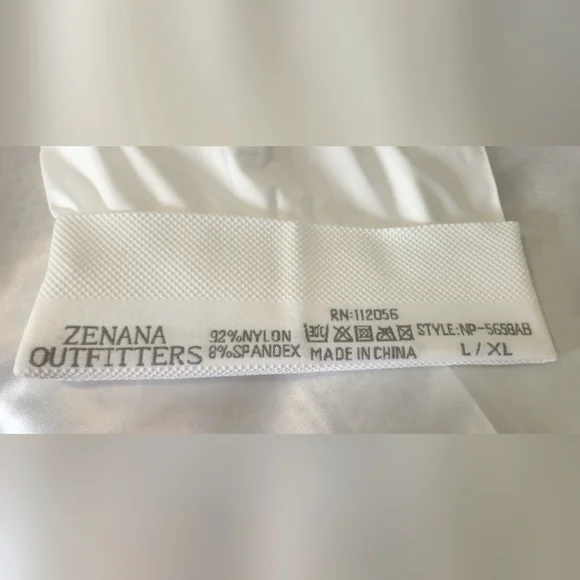 ZENANA
OUTFITTERS
92%NYLON
8%SPANDEX
RN:112056
MADE IN CHINA
STYLE:NP-5658AB
L / XL